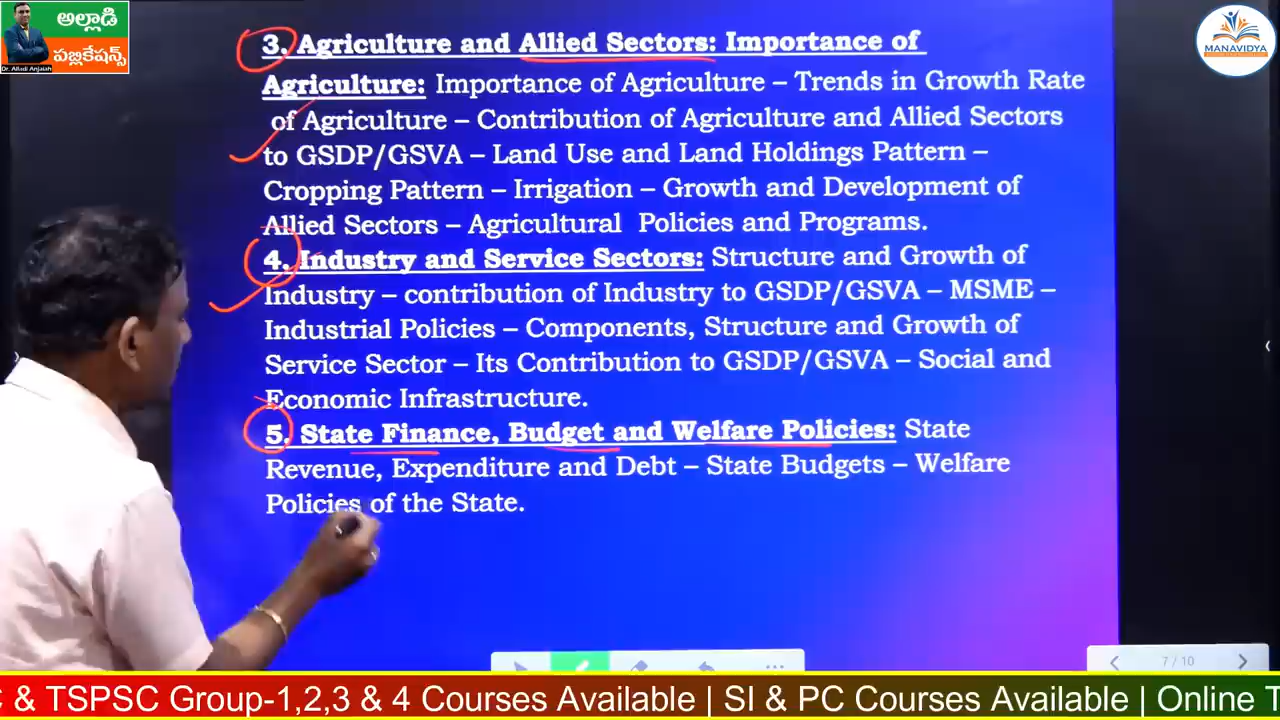 అల్లాడి
పబ్లికేషన్స్
Dr. Alladi Anjaiah
MANAVIDYA
3. Agriculture and Allied Sectors: Importance of
Agriculture: Importance of Agriculture – Trends in Growth Rate
of Agriculture – Contribution of Agriculture and Allied Sectors
to GSDP/GSVA – Land Use and Land Holdings Pattern –
Cropping Pattern – Irrigation – Growth and Development of
Allied Sectors – Agricultural Policies and Programs.
4. Industry and Service Sectors: Structure and Growth of
Industry – contribution of Industry to GSDP/GSVA – MSME –
Industrial Policies – Components, Structure and Growth of
Service Sector – Its Contribution to GSDP/GSVA – Social and
Economic Infrastructure.
5. State Finance, Budget and Welfare Policies: State
Revenue, Expenditure and Debt – State Budgets – Welfare
Policies of the State.
7 / 10
& TSPSC Group-1,2,3 & 4 Courses Available | SI & PC Courses Available | Online